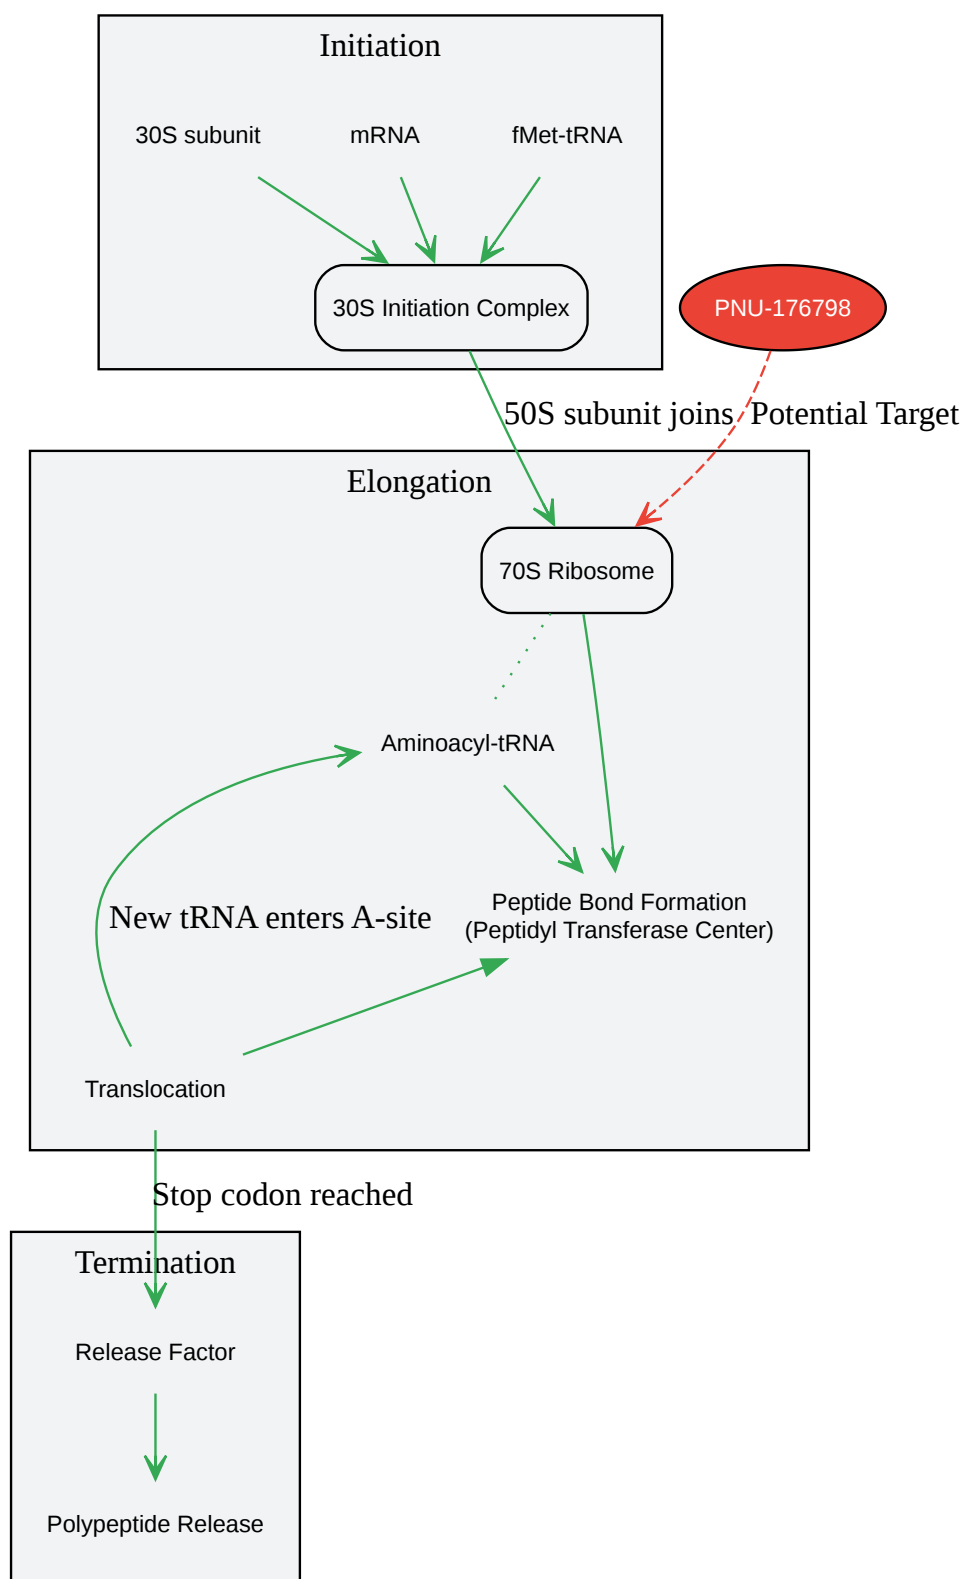 Initiation
30S subunit
mRNA
fMet-tRNA
30S Initiation Complex
PNU-176798
50S subunit joins
Potential Target
Elongation
70S Ribosome
Aminoacyl-tRNA
New tRNA enters A-site
Peptide Bond Formation
(Peptidyl Transferase Center)
Translocation
Stop codon reached
Termination
Release Factor
Polypeptide Release